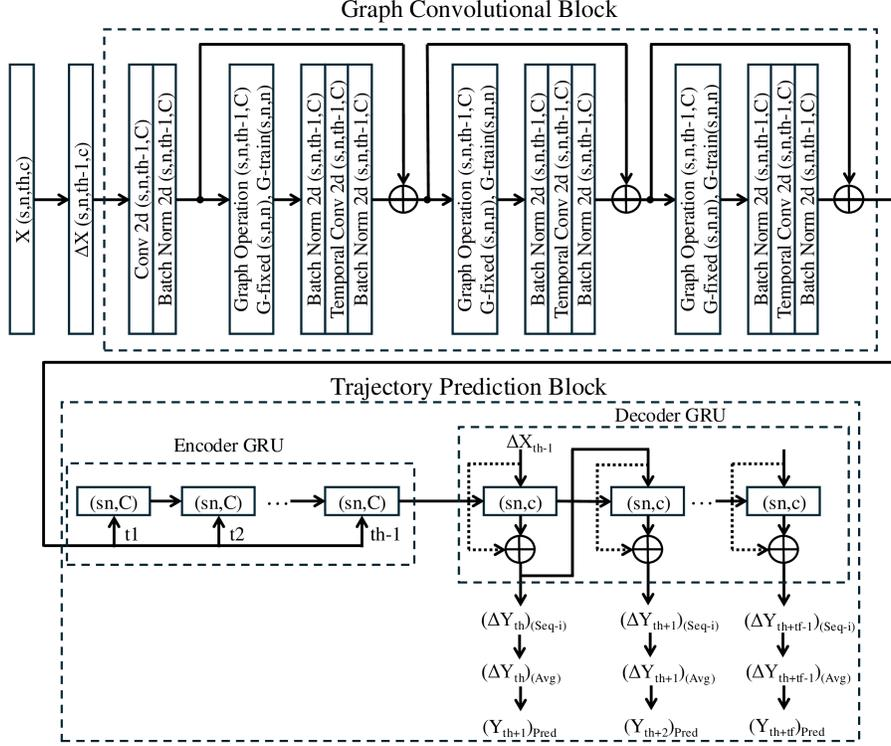 Graph Convolutional Block
X (s,n,th,c)
ΔX (s,n,th-1,c)
Conv 2d (s,n,th-1,C)
Batch Norm 2d (s,n,th-1,C)
Graph Operation (s,n,th-1,C)
G-fixed (s,n,n), G-train(s,n,n)
Batch Norm 2d (s,n,th-1,C)
Temporal Conv 2d (s,n,th-1,C)
Batch Norm 2d (s,n,th-1,C)
Graph Operation (s,n,th-1,C)
G-fixed (s,n,n), G-train(s,n,n)
Batch Norm 2d (s,n,th-1,C)
Temporal Conv 2d (s,n,th-1,C)
Batch Norm 2d (s,n,th-1,C)
Graph Operation (s,n,th-1,C)
G-fixed (s,n,n), G-train(s,n,n)
Batch Norm 2d (s,n,th-1,C)
Temporal Conv 2d (s,n,th-1,C)
Batch Norm 2d (s,n,th-1,C)
Trajectory Prediction Block
Encoder GRU
Decoder GRU
ΔX_th-1
(sn,C) (sn,C) ... (sn,C) (sn,c) (sn,c) ... (sn,c)
t1 t2 th-1
(ΔY_th)_(Seq-i) (ΔY_th+1)_(Seq-i) (ΔY_th+tf-1)_(Seq-i)
(ΔY_th)_(Avg) (ΔY_th+1)_(Avg) (ΔY_th+tf-1)_(Avg)
(Y_th+1)_Pred (Y_th+2)_Pred (Y_th+tf)_Pred